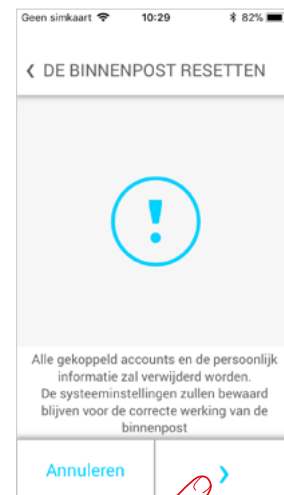 Geen simkaart 10:29 82%
DE BINNENPOST RESETTEN
Alle gekoppeld accounts en de persoonlijk
informatie zal verwijderd worden.
De systeeminstellingen zullen bewaard
blijven voor de correcte werking van de
binnenpost
Annuleren